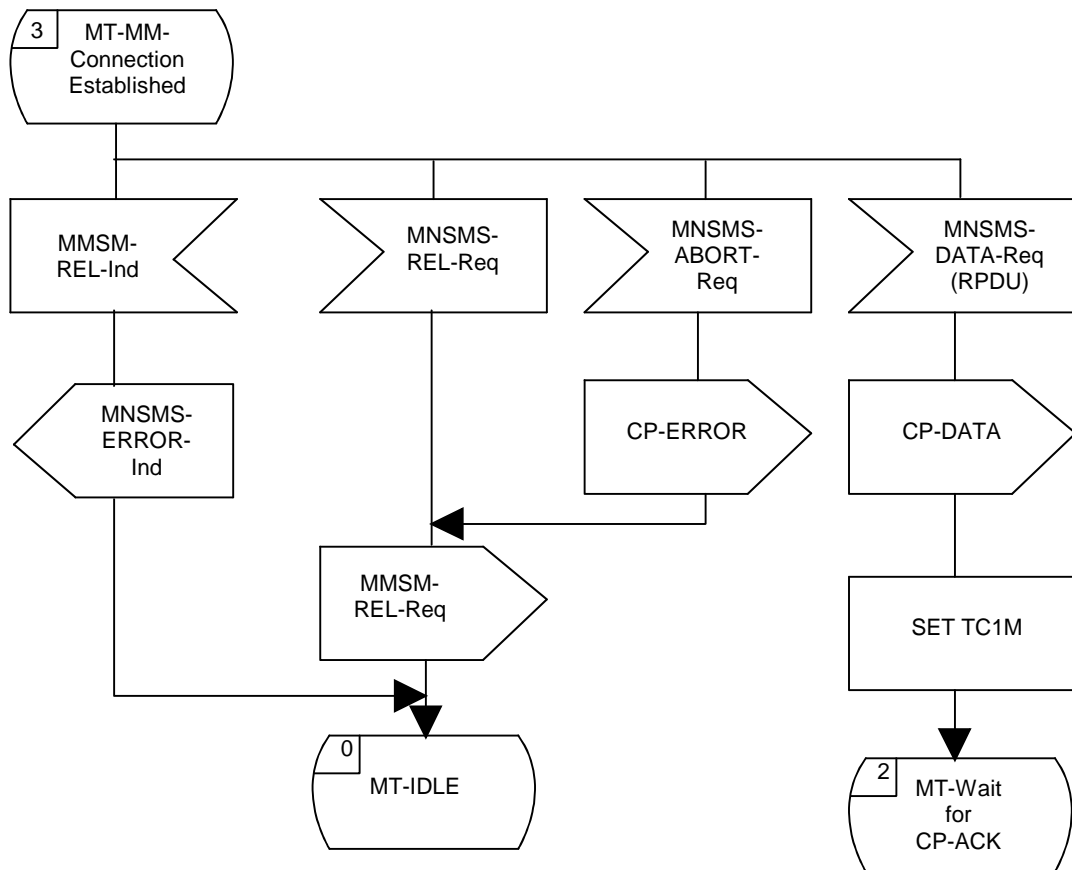 3
MT-MM-
Connection
Established
MMSM-
REL-Ind
MNSMS-
REL-Req
MNSMS-
ABORT-
Req
MNSMS-
DATA-Req
(RPDU)
MNSMS-
ERROR-
Ind
CP-ERROR
CP-DATA
MMSM-
REL-Req
SET TC1M
0
MT-IDLE
2
MT-Wait
for
CP-ACK